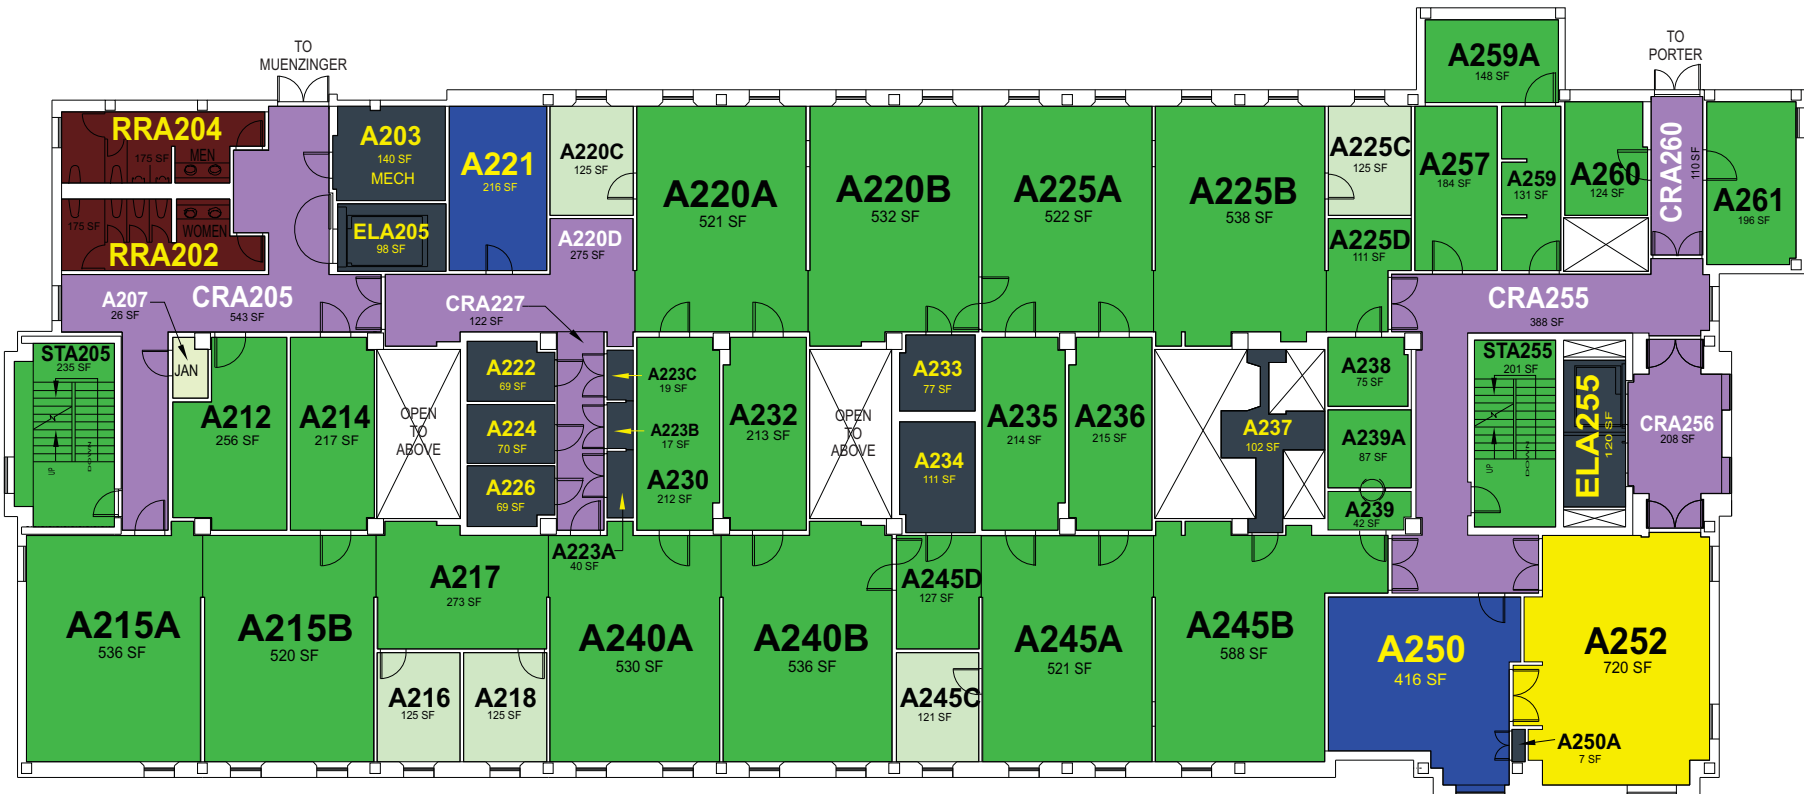 TO
MUENZINGER
TO
PORTER
A259A
148 SF
RRA204
175 SF
MEN
A203
140 SF
MECH
A221
216 SF
A220C
125 SF
A220A
521 SF
A220B
532 SF
A225A
522 SF
A225B
538 SF
A225C
125 SF
A257
184 SF
A259
131 SF
A260
124 SF
CRA260
110 SF
A261
196 SF
175 SF
WOMEN
RRA202
ELA205
98 SF
A220D
275 SF
A225D
111 SF
A207
26 SF
CRA205
543 SF
CRA227
122 SF
CRA255
388 SF
STA205
235 SF
UP
DOWN
JAN
A212
256 SF
A214
217 SF
OPEN
TO
ABOVE
A222
69 SF
A224
70 SF
A226
69 SF
A223C
19 SF
A223B
17 SF
A230
212 SF
A223A
40 SF
A232
213 SF
OPEN
TO
ABOVE
A233
77 SF
A234
111 SF
A235
214 SF
A236
215 SF
A237
102 SF
A238
75 SF
A239A
87 SF
A239
42 SF
STA255
201 SF
UP
DOWN
ELA255
120 SF
CRA256
208 SF
A215A
536 SF
A215B
520 SF
A217
273 SF
A216
125 SF
A218
125 SF
A240A
530 SF
A240B
536 SF
A245D
127 SF
A245C
121 SF
A245A
521 SF
A245B
588 SF
A250
416 SF
A252
720 SF
A250A
7 SF